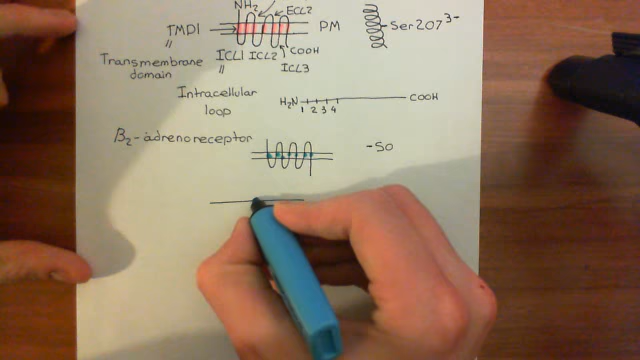 NH2 ECL2
TMD1 PM Ser207 3-
"
Transmembrane domain
ICL1 ICL2 COOH
" ICL3
Intracellular loop
H2N COOH
1 2 3 4
β2-adrenoreceptor
-So